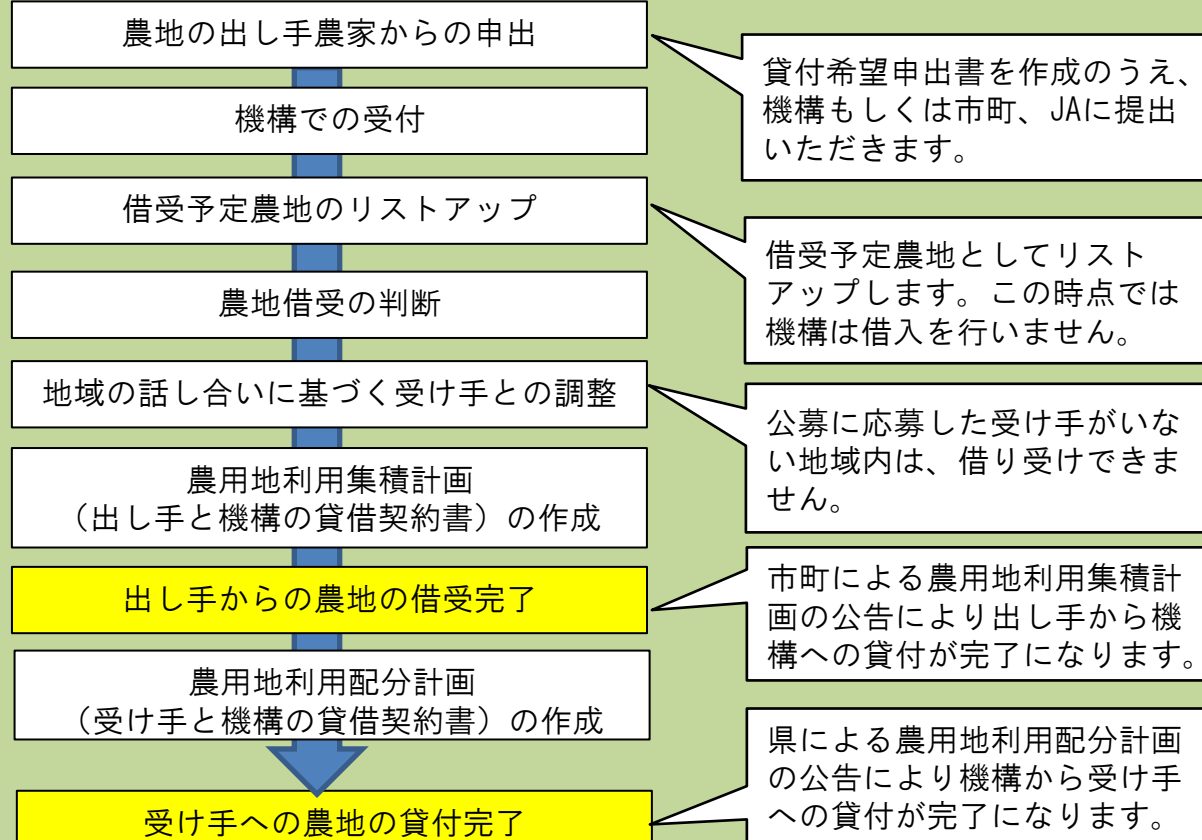 農地の出し手農家からの申出
貸付希望申出書を作成のうえ、
機構もしくは市町、JAに提出
いただきます。
機構での受付
借受予定農地のリストアップ
借受予定農地としてリスト
アップします。この時点では
機構は借入を行いません。
農地借受の判断
地域の話し合いに基づく受け手との調整
公募に応募した受け手がいな
い地域内は、借り受けできま
せん。
農用地利用集積計画
（出し手と機構の貸借契約書）の作成
出し手からの農地の借受完了
市町による農用地利用集積計
画の公告により出し手から機
構への貸付が完了になります。
農用地利用配分計画
（受け手と機構の貸借契約書）の作成
受け手への農地の貸付完了
県による農用地利用配分計画
の公告により機構から受け手
への貸付が完了になります。